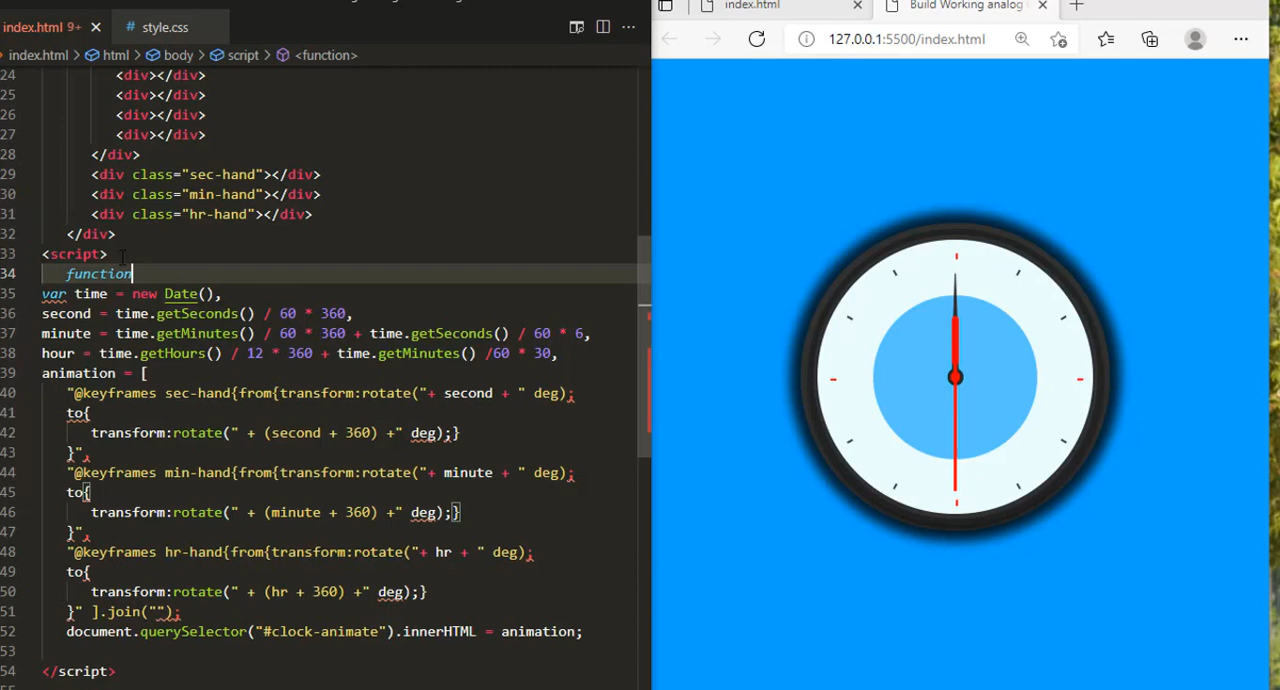 index.html 9+ ×
# style.css
index.html
Build Working analog
127.0.0.1:5500/index.html
index.html > html > body > script > <function>
24 <div></div>
25 <div></div>
26 <div></div>
27 <div></div>
28 </div>
29 <div class="sec-hand"></div>
30 <div class="min-hand"></div>
31 <div class="hr-hand"></div>
32 </div>
33 <script>
34 function
35 var time = new Date(),
36 second = time.getSeconds() / 60 * 360,
37 minute = time.getMinutes() / 60 * 360 + time.getSeconds() / 60 * 6,
38 hour = time.getHours() / 12 * 360 + time.getMinutes() /60 * 30,
39 animation = [
40 "@keyframes sec-hand{from{transform:rotate("+ second + " deg);
41 to{
42 transform:rotate(" + (second + 360) +" deg);}
43 }",
44 "@keyframes min-hand{from{transform:rotate("+ minute + " deg);
45 to{
46 transform:rotate(" + (minute + 360) +" deg);}
47 }",
48 "@keyframes hr-hand{from{transform:rotate("+ hr + " deg);
49 to{
50 transform:rotate(" + (hr + 360) +" deg);}
51 }" ].join("");
52 document.querySelector("#clock-animate").innerHTML = animation;
53
54 </script>